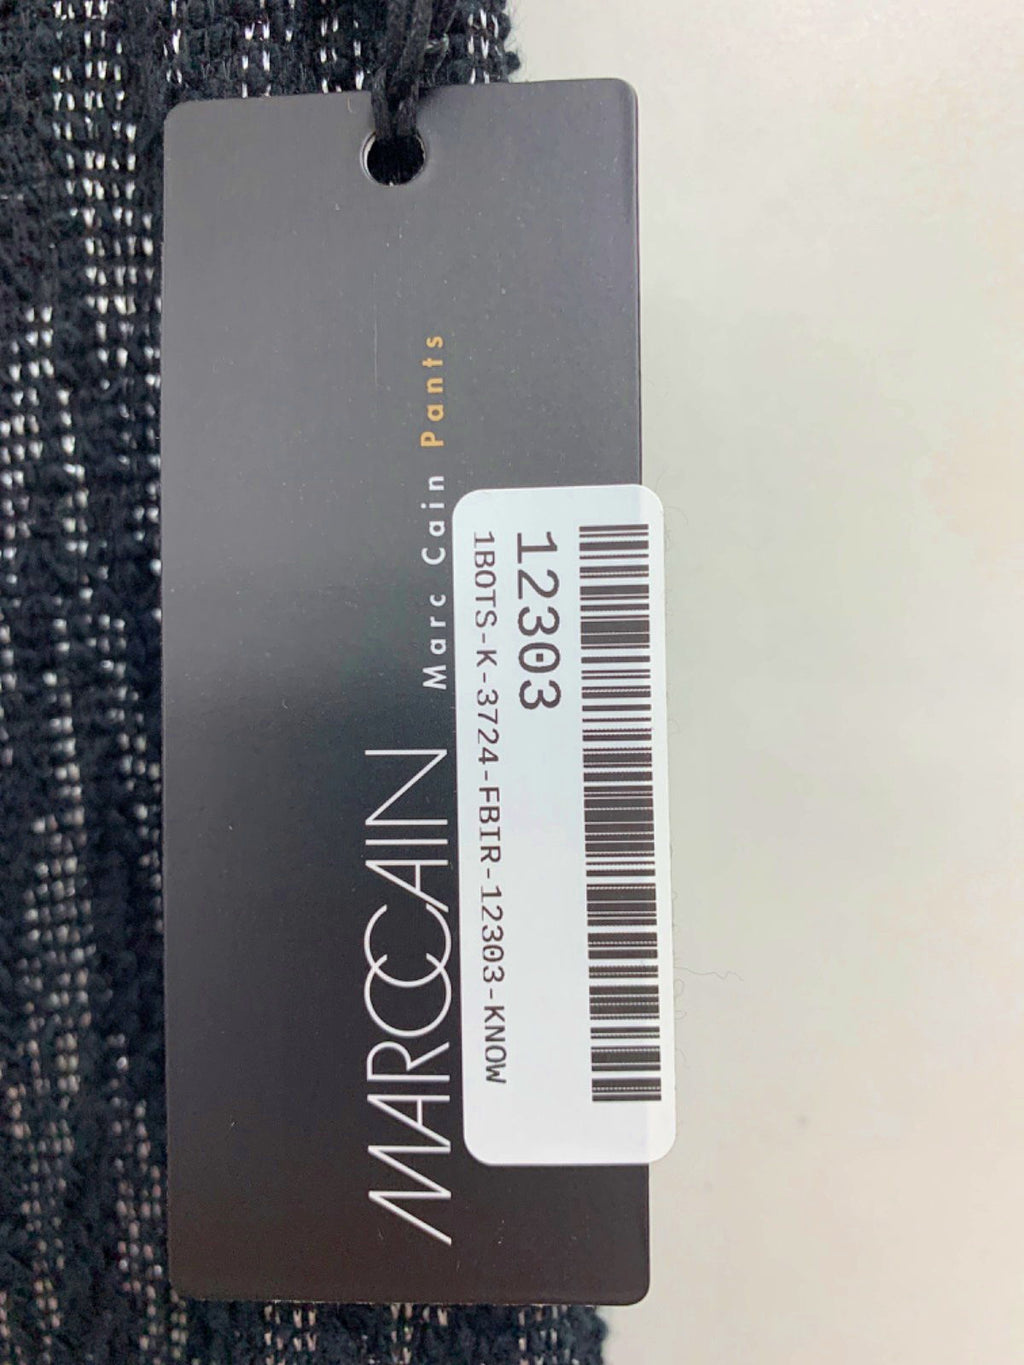 MARCCAIN
Marc Cain Pants
12303
1BOTS-K-3724-FBIR-12303-KNOW